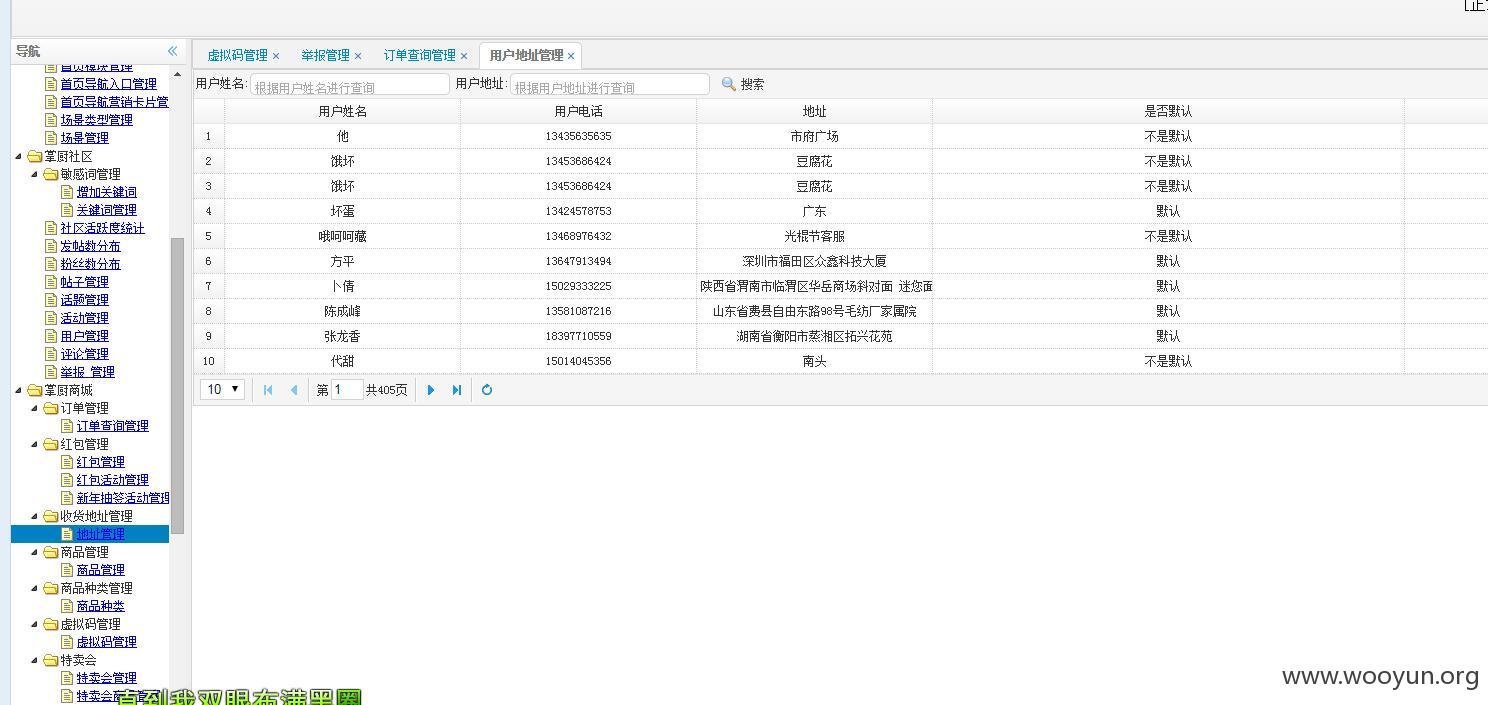 [正
导航
虚拟码管理 × 举报管理 × 订单查询管理 × 用户地址管理 ×
用户姓名: 根据用户姓名进行查询 用户地址: 根据用户地址进行查询 搜索
用户姓名 用户电话 地址 是否默认
1 他 13435635635 市府广场 不是默认
2 饿坏 13453686424 豆腐花 不是默认
3 饿坏 13453686424 豆腐花 不是默认
4 坏蛋 13424578753 广东 默认
5 哦呵呵藏 13468976432 光棍节客服 不是默认
6 方平 13647913494 深圳市福田区众鑫科技大厦 默认
7 卜倩 15029333225 陕西省渭南市临渭区华岳商场斜对面 迷您面 默认
8 陈成峰 13581087216 山东省费县自由东路98号毛纺厂家属院 默认
9 张龙香 18397710559 湖南省衡阳市蒸湘区拓兴花苑 默认
10 代甜 15014045356 南头 不是默认
10 第 1 共405页
首页模块管理
首页导航入口管理
首页导航营销卡片管
场景类型管理
场景管理
掌厨社区
敏感词管理
增加关键词
关键词管理
社区活跃度统计
发帖数分布
粉丝数分布
帖子管理
话题管理
活动管理
用户管理
评论管理
举报 管理
掌厨商城
订单管理
订单查询管理
红包管理
红包管理
红包活动管理
新年抽签活动管理
收货地址管理
地址管理
商品管理
商品管理
商品种类管理
商品种类
虚拟码管理
虚拟码管理
特卖会
特卖会管理
特卖会商
直到我双眼布满黑圈
www.wooyun.org